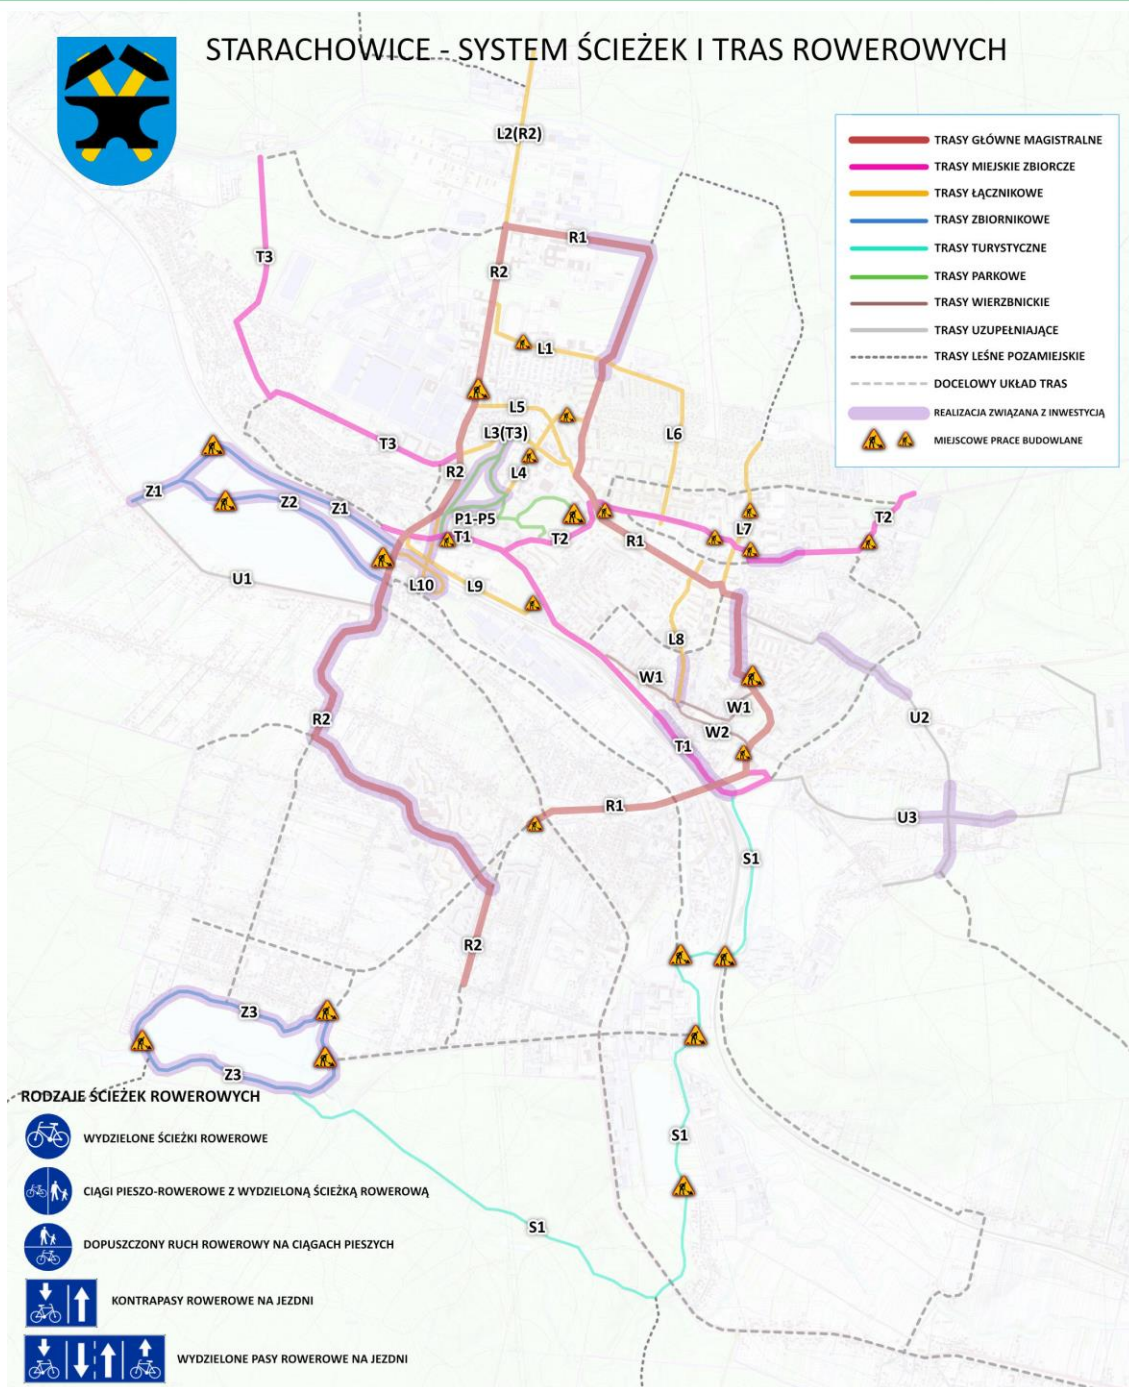 STARACHOWICE - SYSTEM ŚCIEŻEK I TRAS ROWEROWYCH
TRASY GŁÓWNE MAGISTRALNE
TRASY MIEJSKIE ZBIORCZE
TRASY ŁĄCZNIKOWE
TRASY ZBIORNIKOWE
TRASY TURYSTYCZNE
TRASY PARKOWE
TRASY WIERZBNICKIE
TRASY UZUPEŁNIAJĄCE
TRASY LEŚNE POZAMIEJSKIE
DOCELOWY UKŁAD TRAS
REALIZACJA ZWIĄZANA Z INWESTYCJĄ
MIEJSCOWE PRACE BUDOWLANE
L2(R2)
R1
T3
R2
L1
L5
L3(T3)
L6
T3
R2
L4
Z1
Z2
Z1
P1-P5
T1
T2
R1
L7
T2
U1
L10
L9
L8
W1
W1
R2
W2
U2
T1
R1
U3
S1
R2
Z3
Z3
S1
S1
RODZAJE ŚCIEŻEK ROWEROWYCH
WYDZIELONE ŚCIEŻKI ROWEROWE
CIĄGI PIESZO-ROWEROWE Z WYDZIELONĄ ŚCIEŻKĄ ROWEROWĄ
DOPUSZCZONY RUCH ROWEROWY NA CIĄGACH PIESZYCH
KONTRAPASY ROWEROWE NA JEZDNI
WYDZIELONE PASY ROWEROWE NA JEZDNI